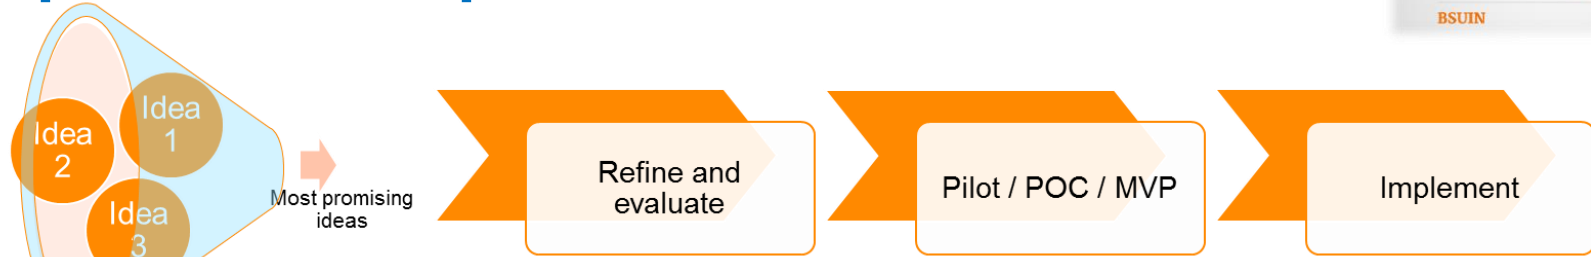 BSUIN
Idea
1
Idea
2
Idea
3
Most promising
ideas
Refine and
evaluate
Pilot / POC / MVP
Implement